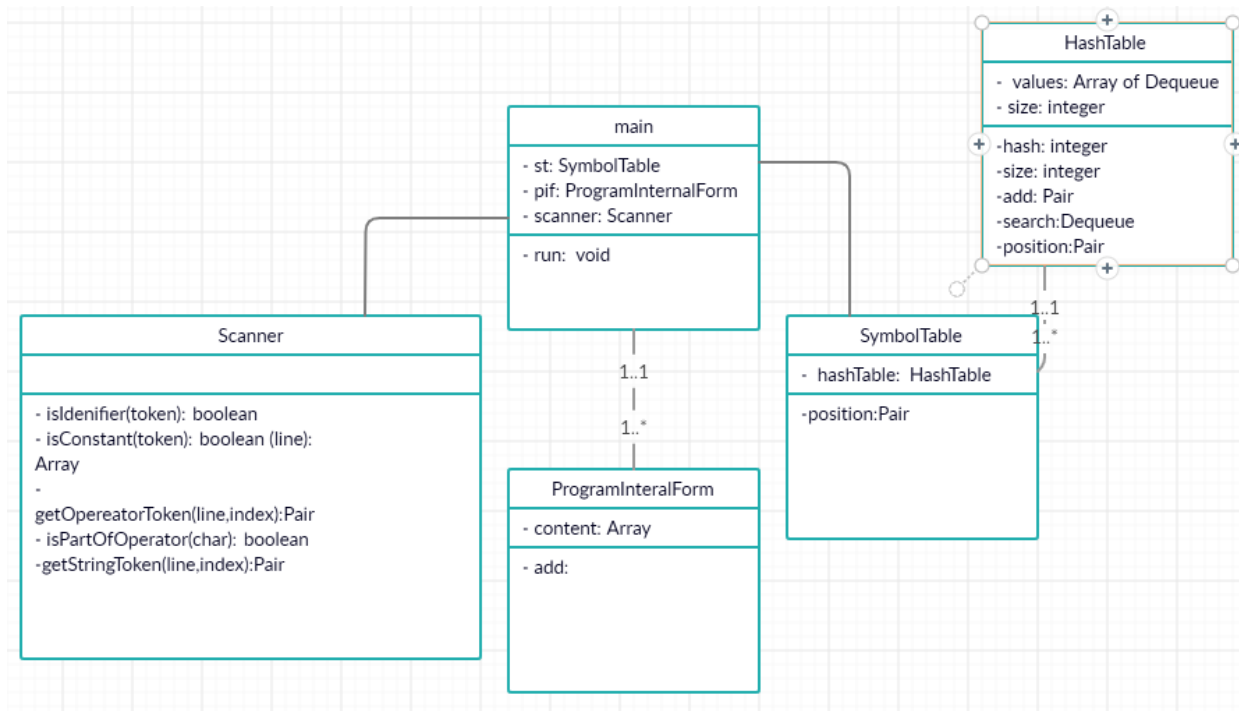 HashTable
- values: Array of Dequeue
- size: integer
-hash: integer
-size: integer
-add: Pair
-search:Dequeue
-position:Pair
main
- st: SymbolTable
- pif: ProgramInternalForm
- scanner: Scanner
- run: void
Scanner
- isIdenifier(token): boolean
- isConstant(token): boolean (line):
Array
-
getOpereatorToken(line,index):Pair
- isPartOfOperator(char): boolean
-getStringToken(line,index):Pair
1..1
1..*
ProgramInteralForm
- content: Array
- add:
1..1
1..*
SymbolTable
- hashTable: HashTable
-position:Pair